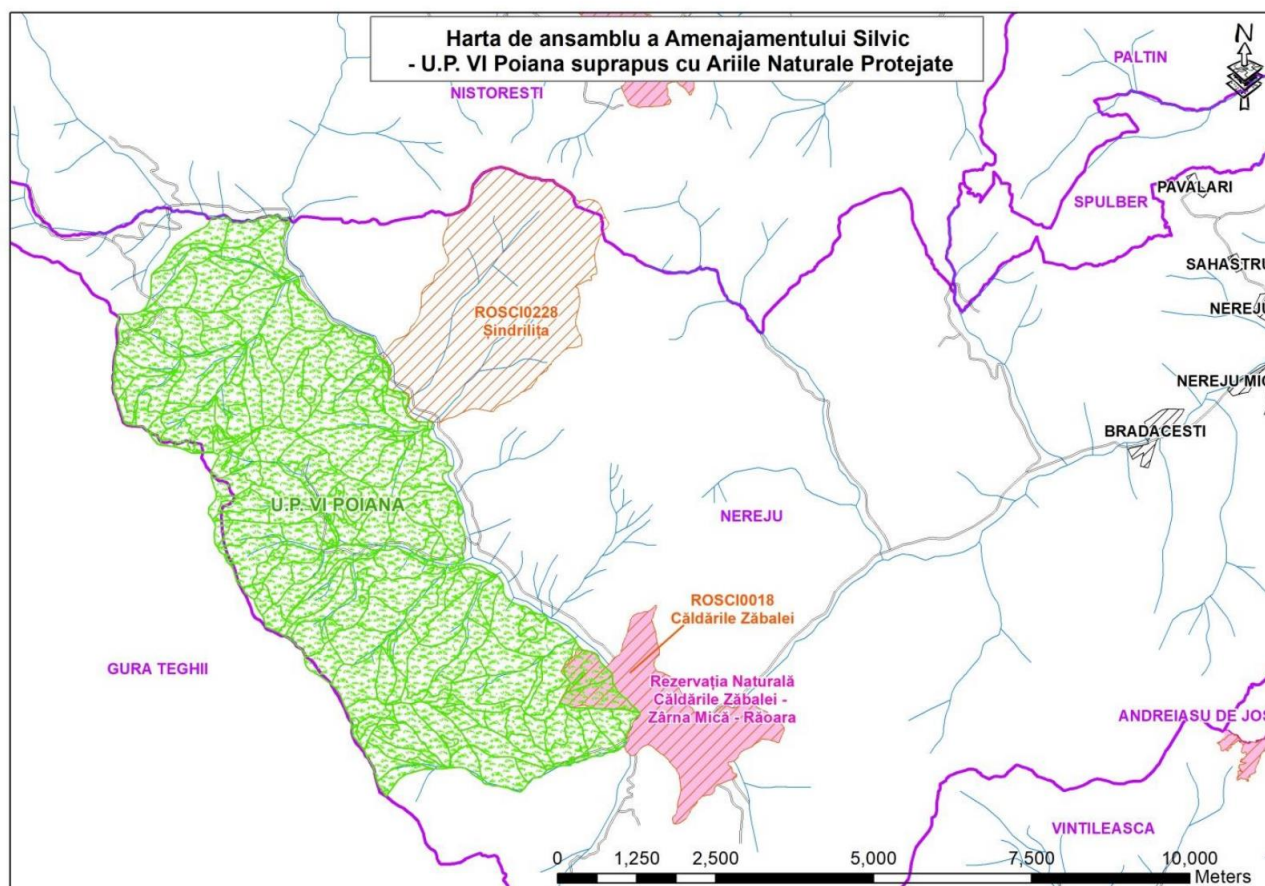 Harta de ansamblu a Amenajamentului Silvic
- U.P. VI Poiana suprapus cu Ariile Naturale Protejate
N
PALTIN
NISTORESTI
PAVALARI
SPULBER
SAHASTRU
NEREJU
ROSCI0228
Șindrilița
NEREJU MIC
BRADACESTI
U.P. VI POIANA
NEREJU
ROSCI0018
Căldările Zăbalei
GURA TEGHII
Rezervația Naturală
Căldările Zăbalei -
Zârna Mică - Răoara
ANDREIASU DE JOS
VINTILEASCA
0 1,250 2,500 5,000 7,500 10,000
Meters